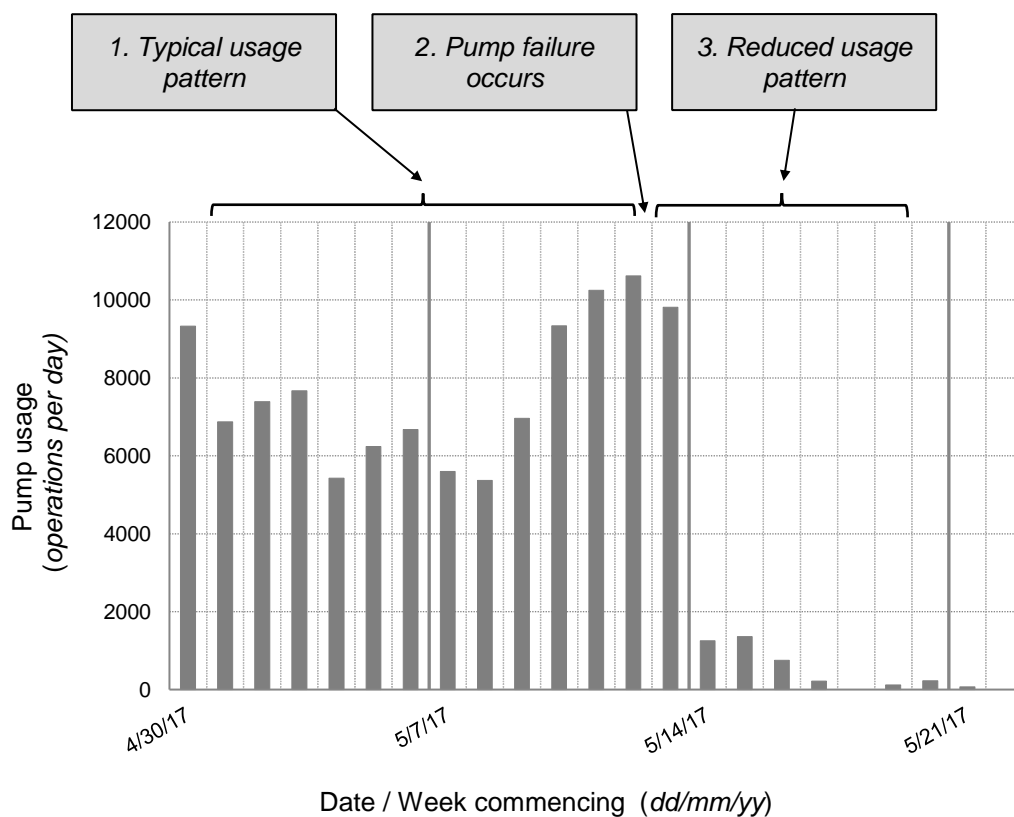 1. Typical usage
pattern
2. Pump failure
occurs
3. Reduced usage
pattern
12000
10000
8000
6000
4000
2000
0
Pump usage
(operations per day)
4/30/17
5/7/17
5/14/17
5/21/17
Date / Week commencing (dd/mm/yy)